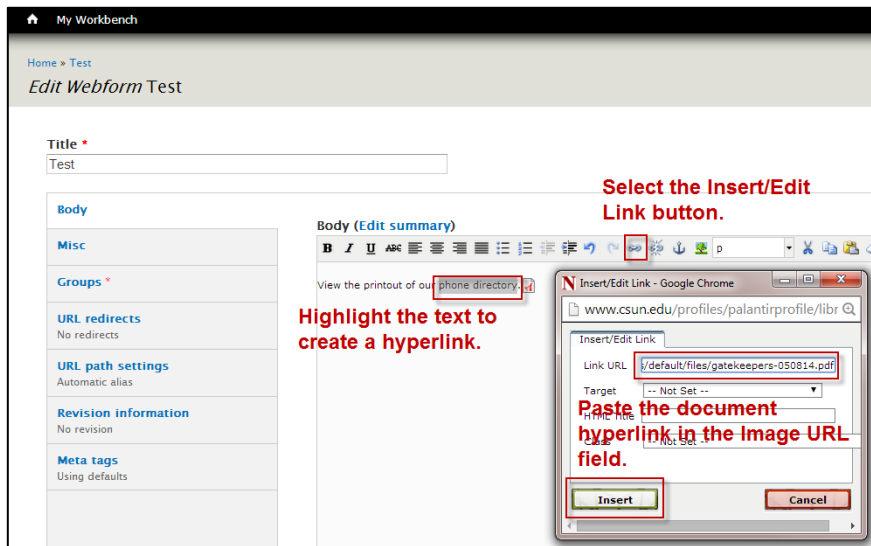 My Workbench
Home » Test
Edit Webform Test
Title *
Test
Body
Misc
Groups *
URL redirects
No redirects
URL path settings
Automatic alias
Revision information
No revision
Meta tags
Using defaults
Select the Insert/Edit
Link button.
Body (Edit summary)
B I U ABC p
View the printout of our phone directory.
Highlight the text to
create a hyperlink.
N Insert/Edit Link - Google Chrome
www.csun.edu/profiles/palantirprofile/libr
Insert/Edit Link
Link URL /default/files/gatekeepers-050814.pdf
Target -- Not Set --
Paste the document
HTML Title
hyperlink in the Image URL
Class -- Not Set --
field.
Insert Cancel